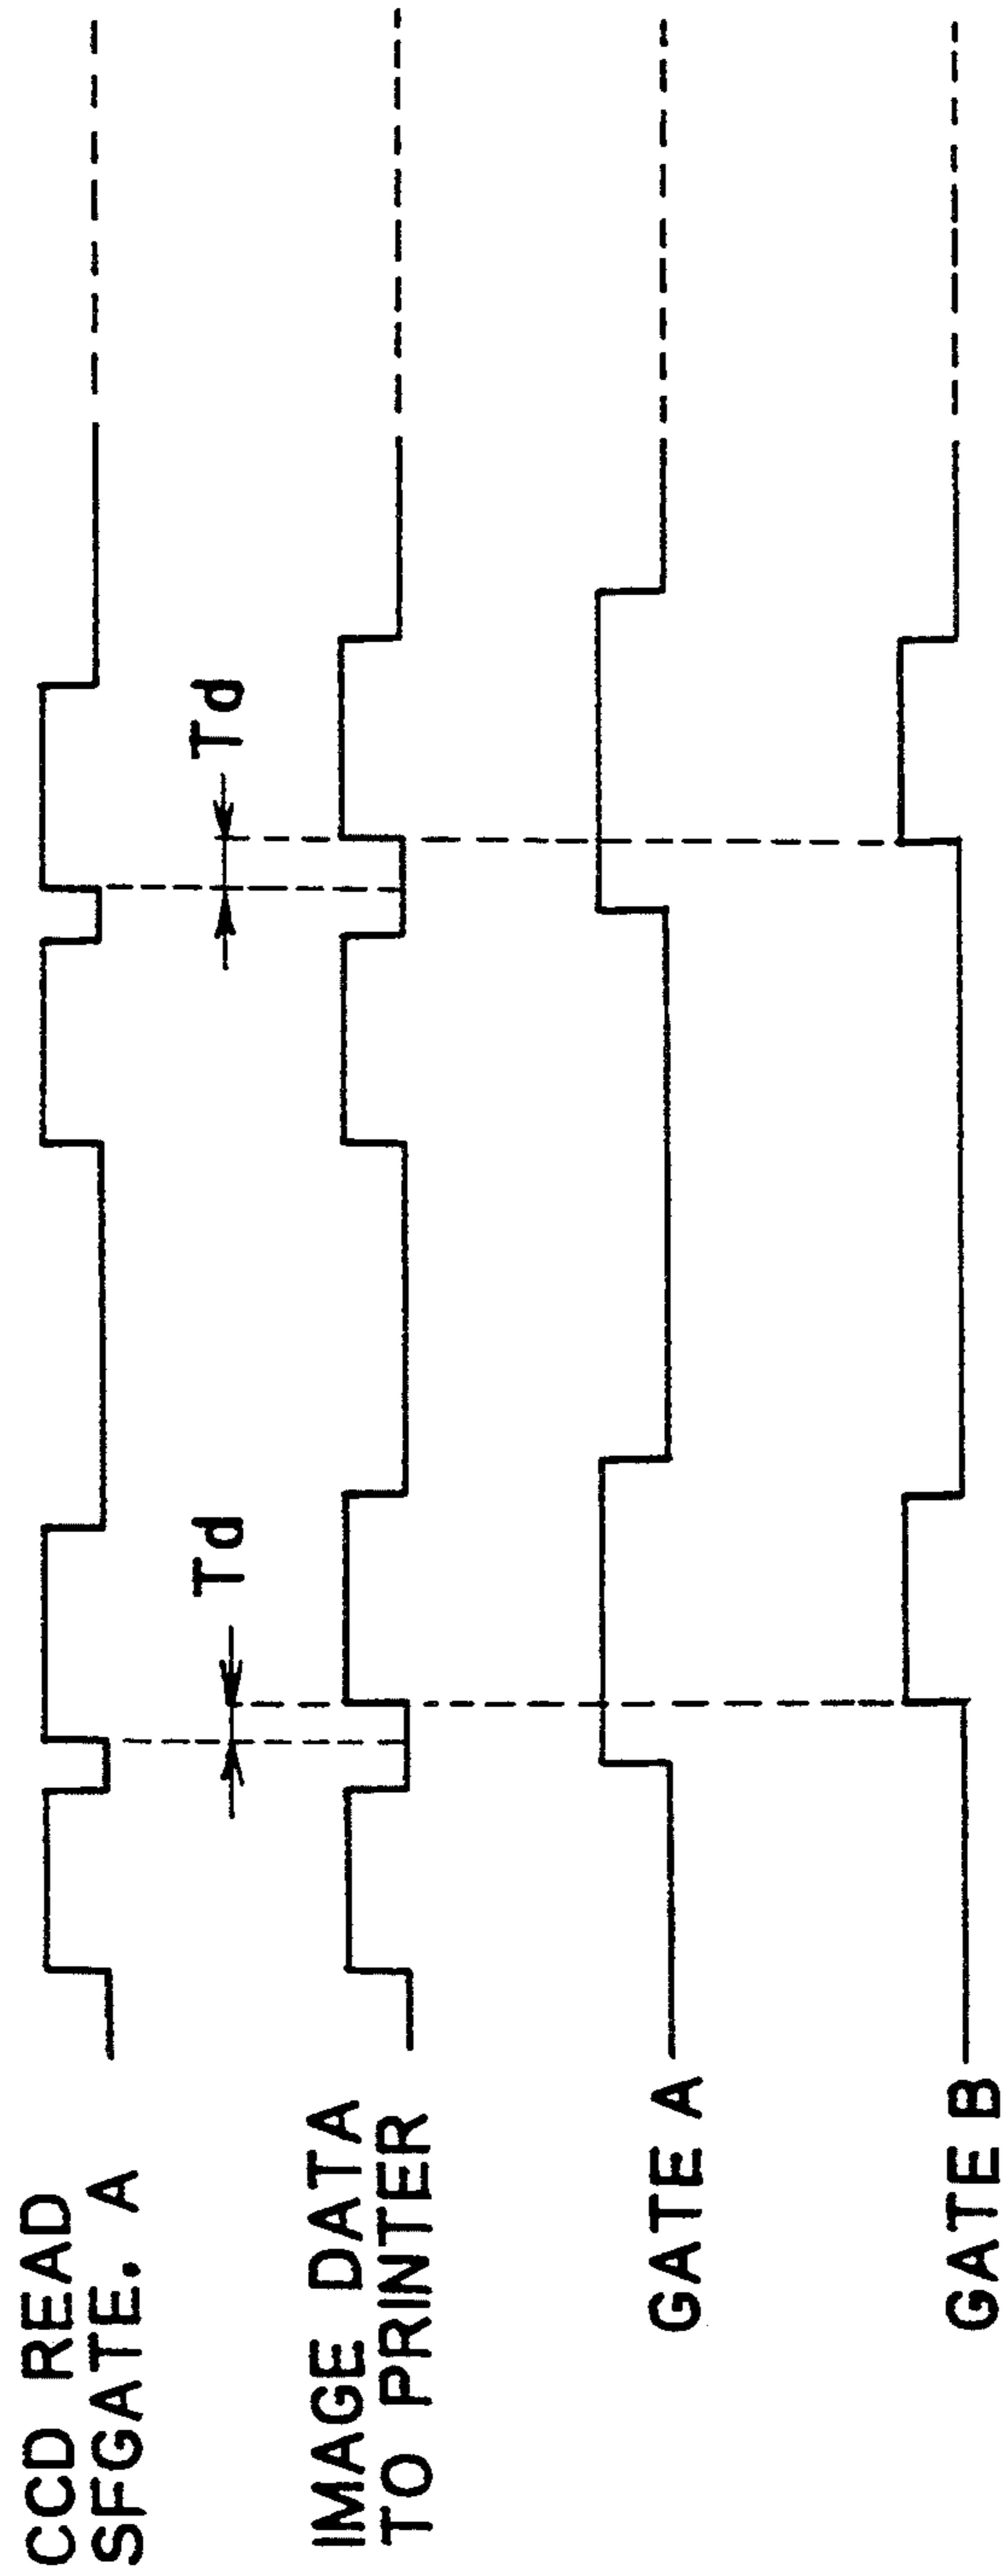 CCD READ
SFGATE. A
Td
Td
IMAGE DATA
TO PRINTER
GATE A
GATE B